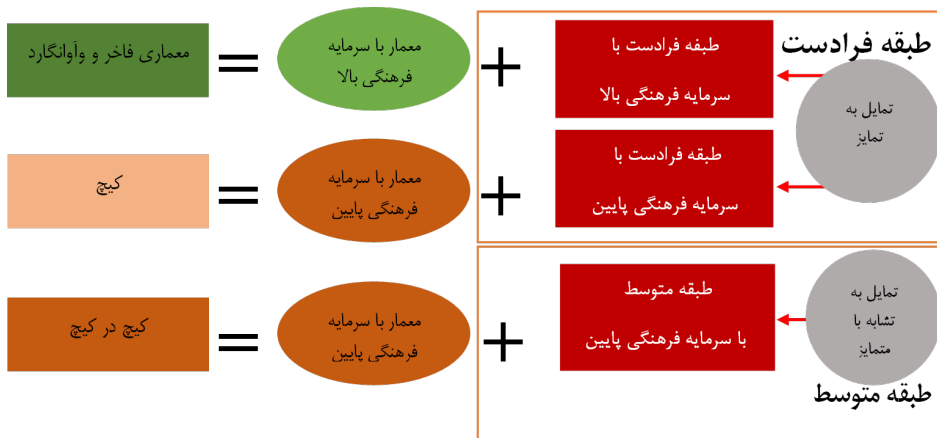 طبقه فرادست
تمایل به
تمایز
طبقه فرادست با
سرمایه فرهنگی بالا
+
معمار با سرمایه
فرهنگی بالا
=
معماری فاخر و وآوانگارد
طبقه فرادست با
سرمایه فرهنگی پایین
+
معمار با سرمایه
فرهنگی پایین
=
کیچ
تمایل به
تشابه با
متمایز
طبقه متوسط
طبقه متوسط
با سرمایه فرهنگی پایین
+
معمار با سرمایه
فرهنگی پایین
=
کیچ در کیچ